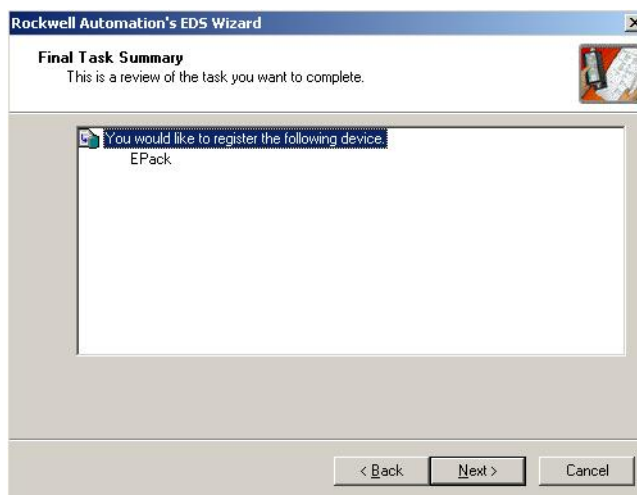 Rockwell Automation's EDS Wizard
Final Task Summary
This is a review of the task you want to complete.
You would like to register the following device.
EPack
< Back
Next >
Cancel